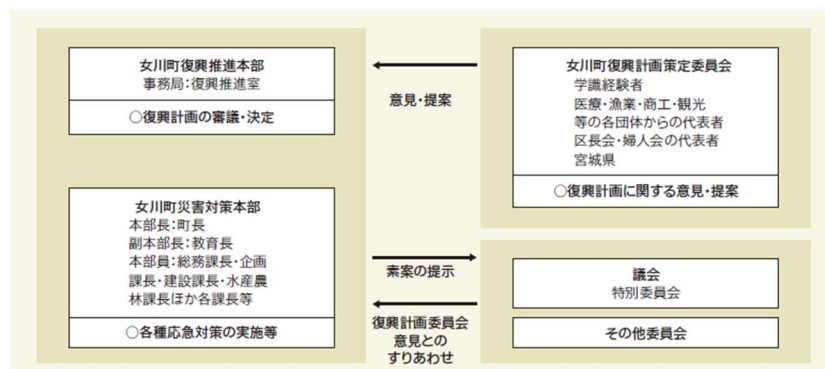 女川町復興推進本部
事務局：復興推進室
○復興計画の審議・決定
女川町災害対策本部
本部長：町長
副本部長：教育長
本部員：総務課長・企画
課長・建設課長・水産農
林課長ほか各課長等
○各種応急対策の実施等
意見・提案
素案の提示
復興計画委員会
意見との
すりあわせ
女川町復興計画策定委員会
学識経験者
医療・漁業・商工・観光
等の各団体からの代表者
区長会・婦人会の代表者
宮城県
○復興計画に関する意見・提案
議会
特別委員会
その他委員会